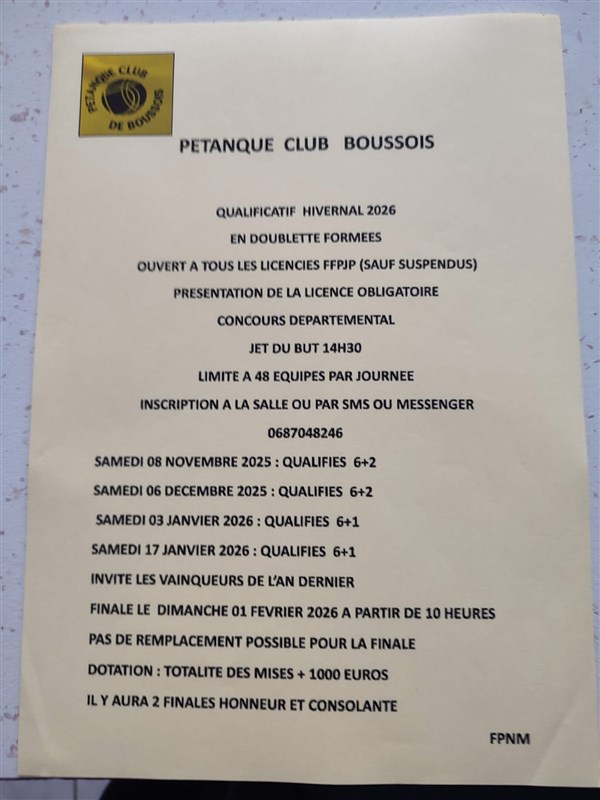 PETANQUE CLUB
DE BOUSSOIS
PETANQUE CLUB BOUSSOIS
QUALIFICATIF HIVERNAL 2026
EN DOUBLETTE FORMEES
OUVERT A TOUS LES LICENCIES FFPJP (SAUF SUSPENDUS)
PRESENTATION DE LA LICENCE OBLIGATOIRE
CONCOURS DEPARTEMENTAL
JET DU BUT 14H30
LIMITE A 48 EQUIPES PAR JOURNEE
INSCRIPTION A LA SALLE OU PAR SMS OU MESSENGER
0687048246
SAMEDI 08 NOVEMBRE 2025 : QUALIFIES 6+2
SAMEDI 06 DECEMBRE 2025 : QUALIFIES 6+2
SAMEDI 03 JANVIER 2026 : QUALIFIES 6+1
SAMEDI 17 JANVIER 2026 : QUALIFIES 6+1
INVITE LES VAINQUEURS DE L'AN DERNIER
FINALE LE DIMANCHE 01 FEVRIER 2026 A PARTIR DE 10 HEURES
PAS DE REMPLACEMENT POSSIBLE POUR LA FINALE
DOTATION : TOTALITE DES MISES + 1000 EUROS
IL Y AURA 2 FINALES HONNEUR ET CONSOLANTE
FPNM